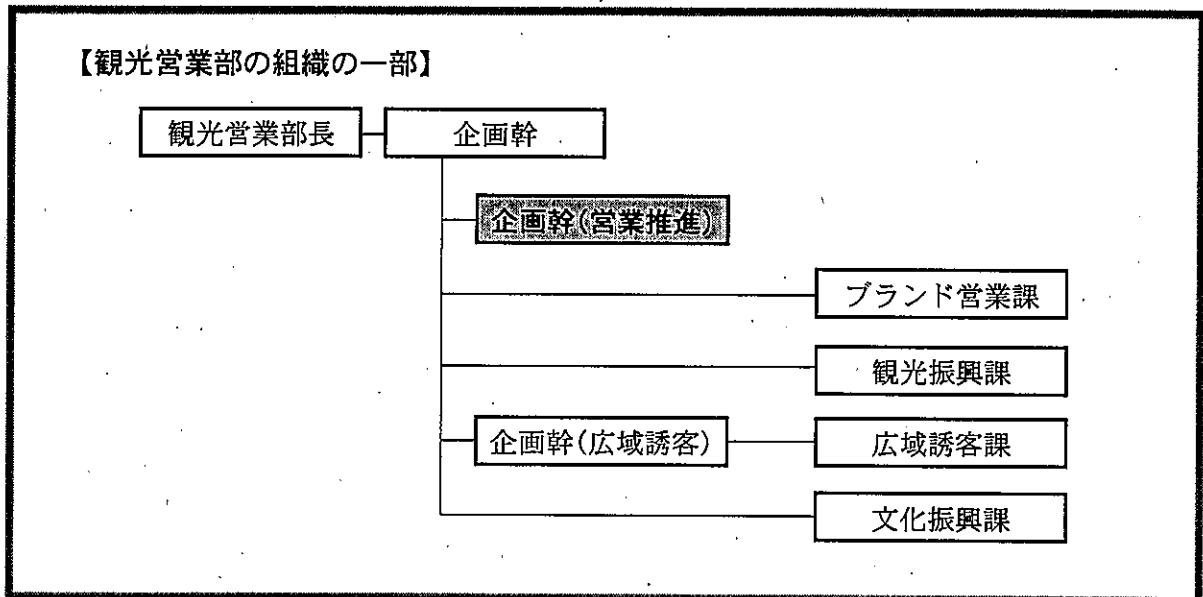 【観光営業部の組織の一部】
観光営業部長
企画幹
企画幹(営業推進)
ブランド営業課
観光振興課
企画幹(広域誘客)
広域誘客課
文化振興課